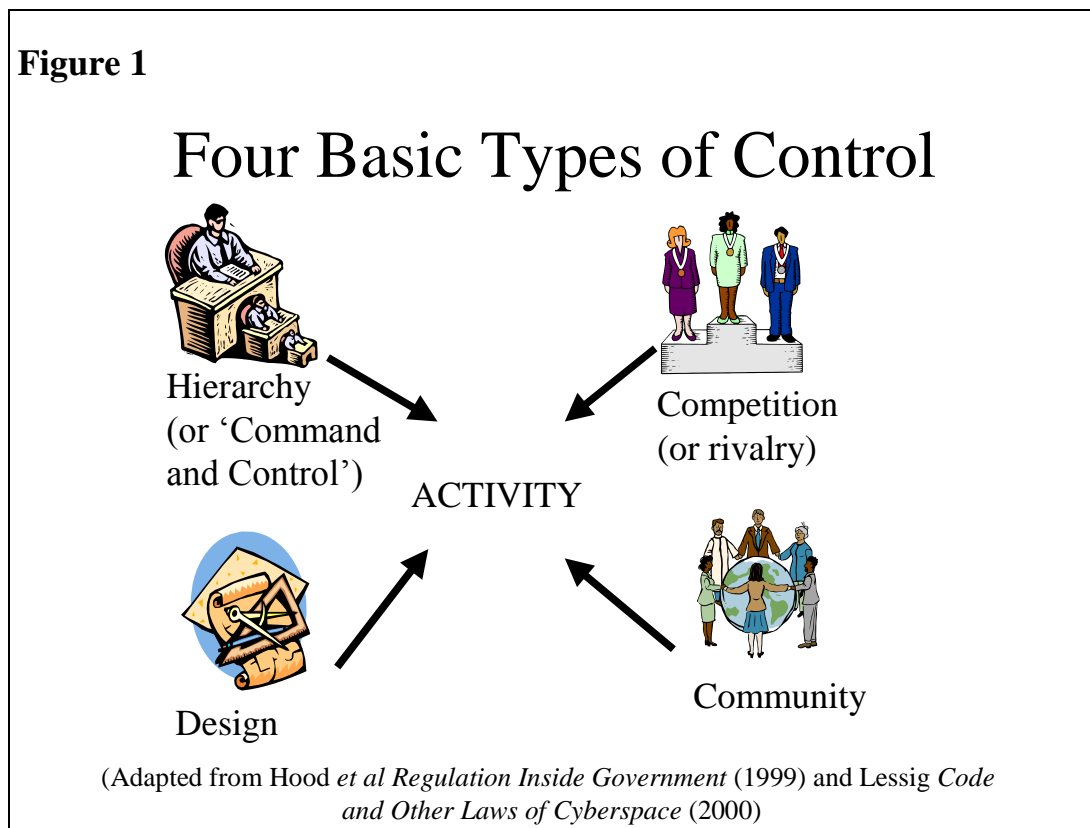 Figure 1
Four Basic Types of Control
Hierarchy
(or ‘Command
and Control’)
Competition
(or rivalry)
ACTIVITY
Design
Community
(Adapted from Hood et al Regulation Inside Government (1999) and Lessig Code
and Other Laws of Cyberspace (2000)